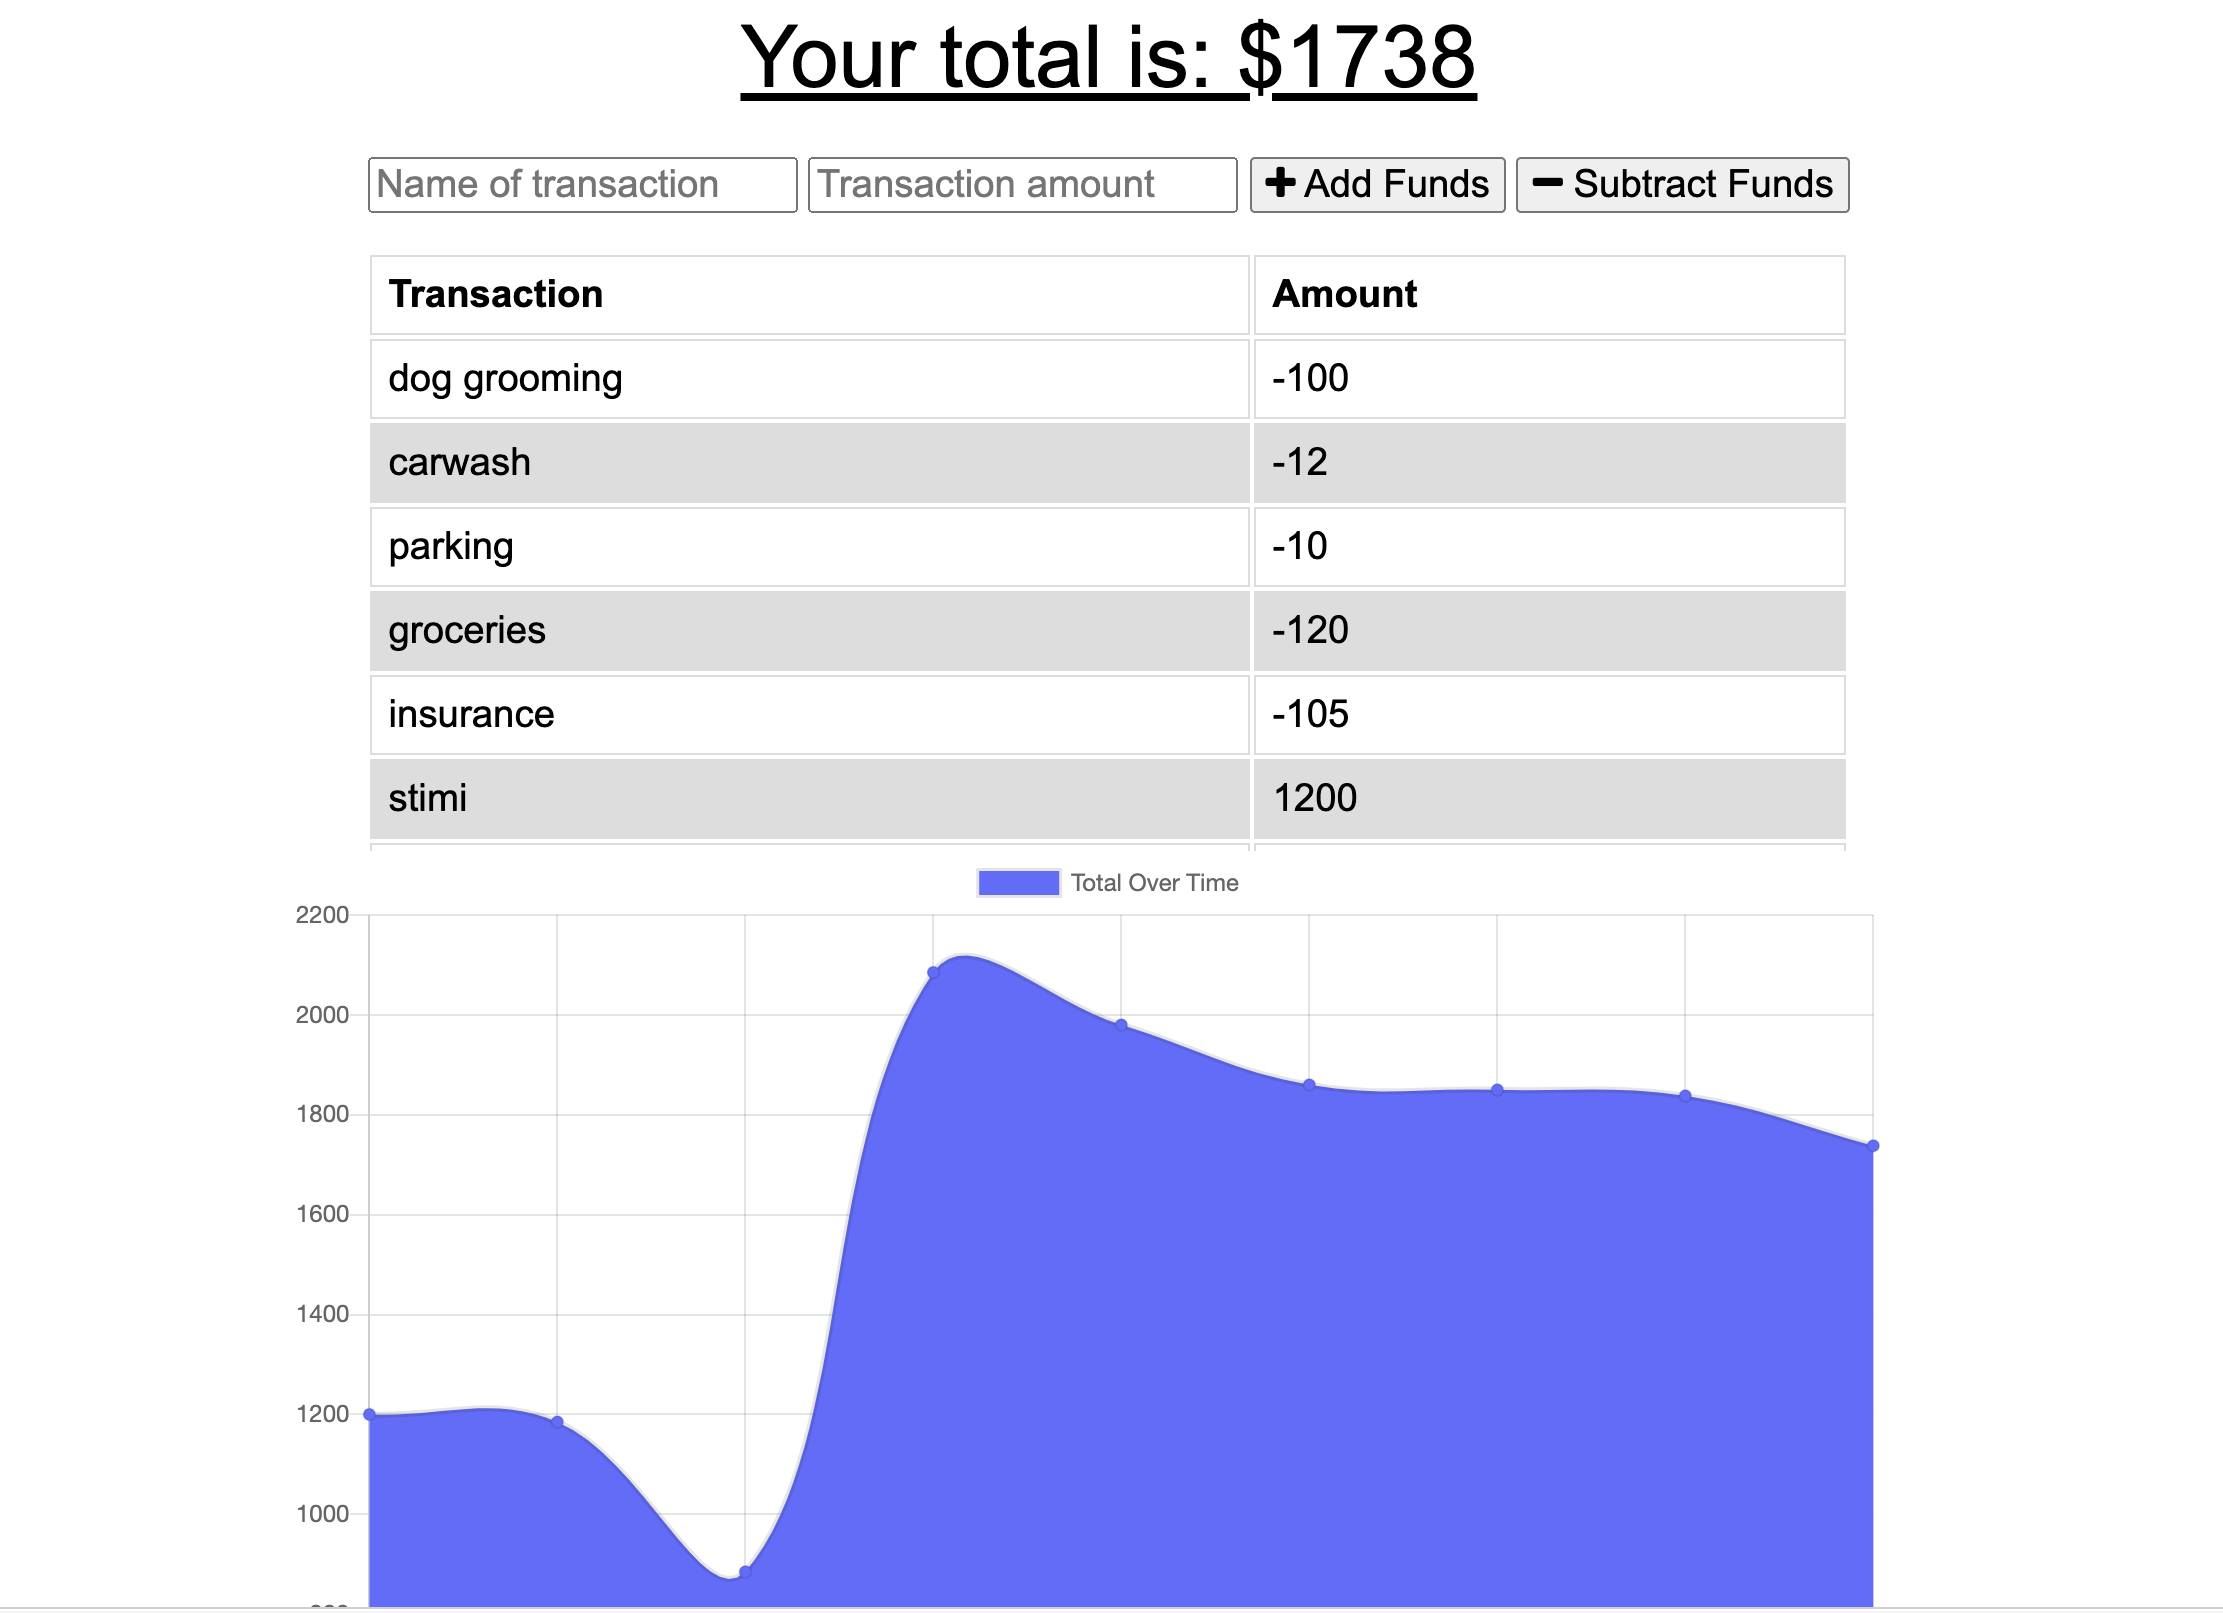 Your total is: $1738
Name of transaction Transaction amount Add Funds Subtract Funds
Transaction Amount
dog grooming -100
carwash -12
parking -10
groceries -120
insurance -105
stimi 1200
Total Over Time
2200
2000
1800
1600
1400
1200
1000